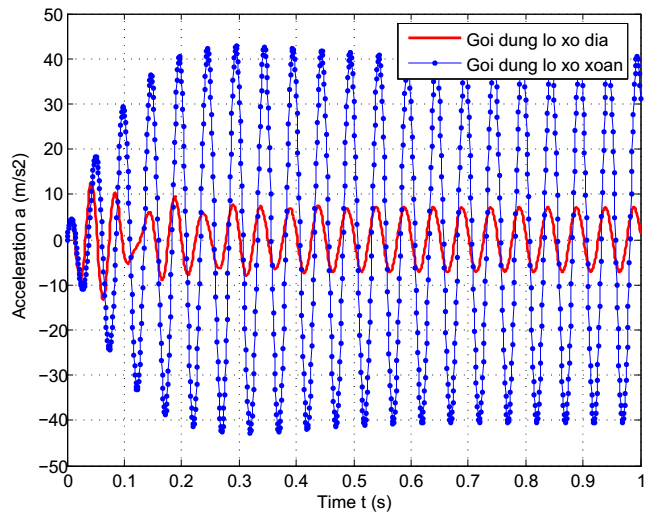 50
40
30
20
10
0
−10
−20
−30
−40
−50
Acceleration a (m/s2)
Goi dung lo xo dia
Goi dung lo xo xoan
0 0.1 0.2 0.3 0.4 0.5 0.6 0.7 0.8 0.9 1
Time t (s)